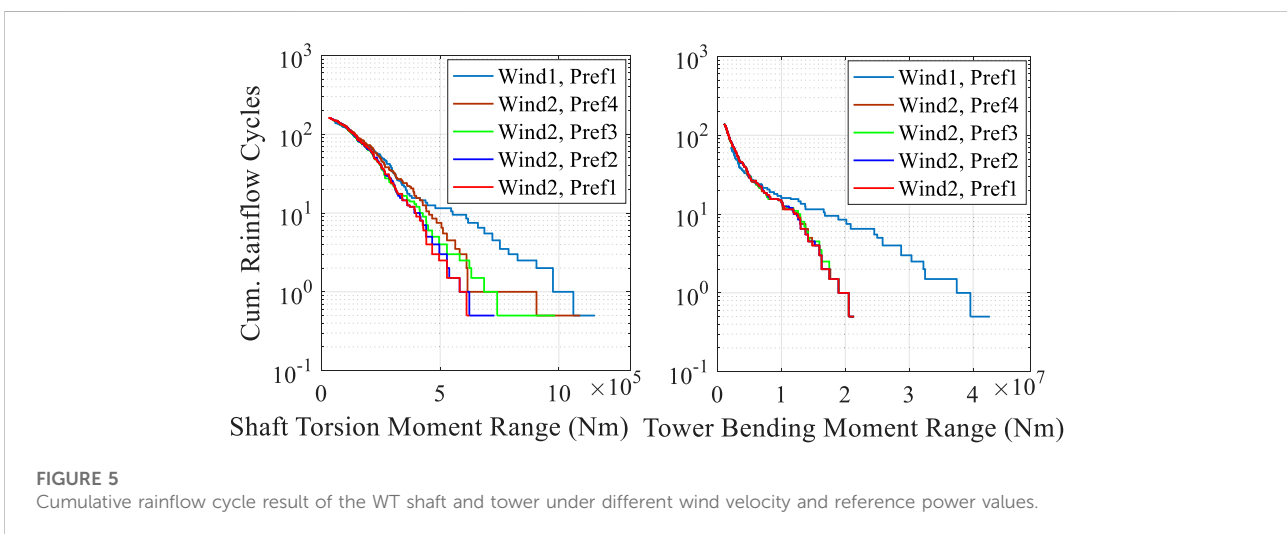 10^3
10^2
10^1
10^0
10^-1
Cum. Rainflow Cycles
Wind1, Pref1
Wind2, Pref4
Wind2, Pref3
Wind2, Pref2
Wind2, Pref1
0 5 10 ×10^5
Shaft Torsion Moment Range (Nm)
10^3
10^2
10^1
10^0
10^-1
Wind1, Pref1
Wind2, Pref4
Wind2, Pref3
Wind2, Pref2
Wind2, Pref1
0 1 2 3 4 ×10^7
Tower Bending Moment Range (Nm)
FIGURE 5
Cumulative rainflow cycle result of the WT shaft and tower under different wind velocity and reference power values.